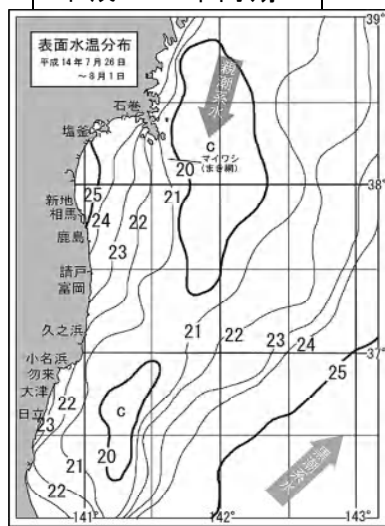 表面水温分布
平成14年7月26日
～8月1日
39°
石巻
塩釜
親潮系水
C
マイワシ
(まき網)
20
38°
25
新地
相馬
24
22
21
鹿島
23
請戸
富岡
久之浜
21
22
23
24
37°
小名浜
勿来
大津
22
25
日立
23
C
20
21
黒潮系水
22
141°
142°
143°